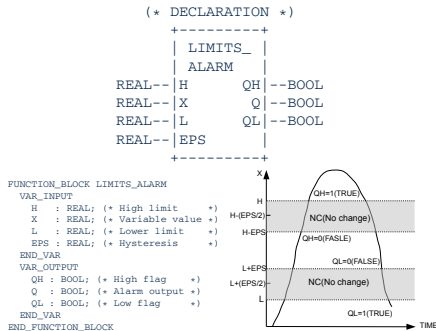 (* DECLARATION *)
+---------+
| LIMITS_ |
| ALARM |
REAL--|H QH|--BOOL
REAL--|X Q|--BOOL
REAL--|L QL|--BOOL
REAL--|EPS |
+---------+
FUNCTION_BLOCK LIMITS_ALARM
VAR_INPUT
H : REAL; (* High limit *)
X : REAL; (* Variable value *)
L : REAL; (* Lower limit *)
EPS : REAL; (* Hysteresis *)
END_VAR
VAR_OUTPUT
QH : BOOL; (* High flag *)
Q : BOOL; (* Alarm output *)
QL : BOOL; (* Low flag *)
END_VAR
END_FUNCTION_BLOCK
X
QH=1(TRUE)
H
H-(EPS/2)
NC(No change)
H-EPS
QH=0(FASLE)
QL=0(FALSE)
L+EPS
L+(EPS/2)
NC(No change)
L
QL=1(TRUE)
TIME